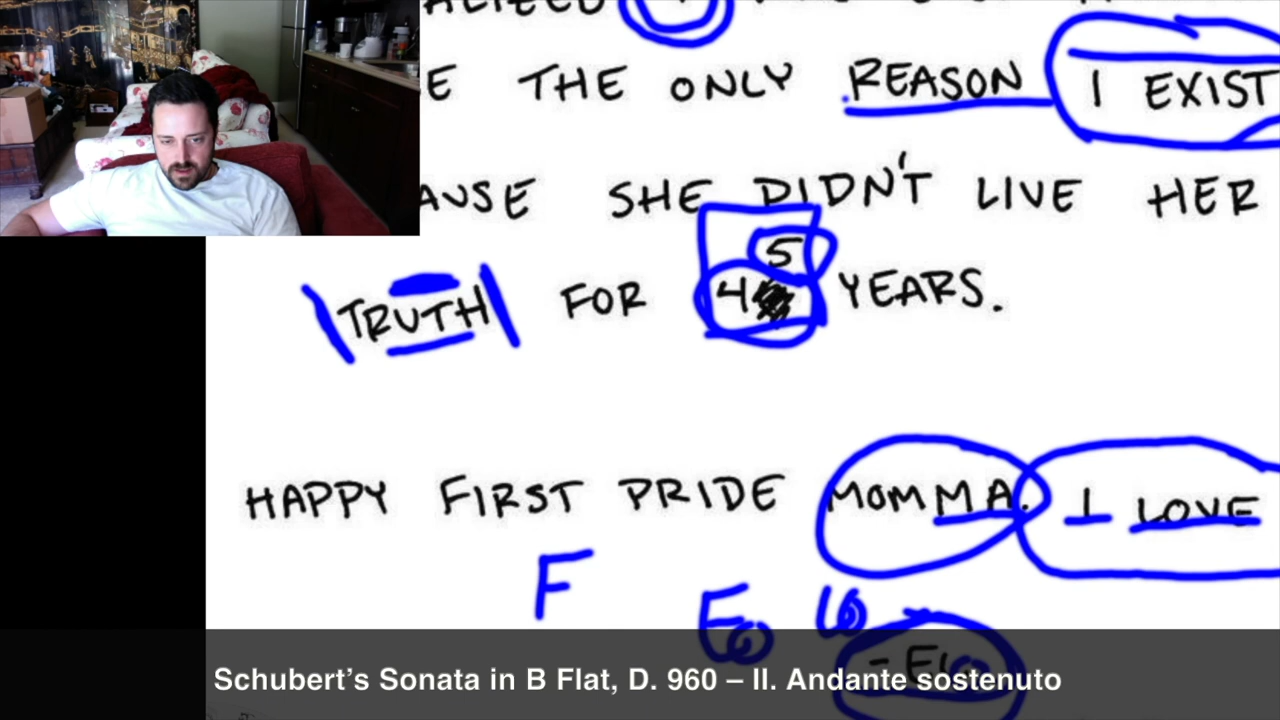 E THE ONLY REASON I EXIST
AUSE SHE DIDN'T LIVE HER
5
TRUTH FOR 4 YEARS.
HAPPY FIRST PRIDE MOMMA. I LOVE
F
Schubert's Sonata in B Flat, D. 960 – II. Andante sostenuto